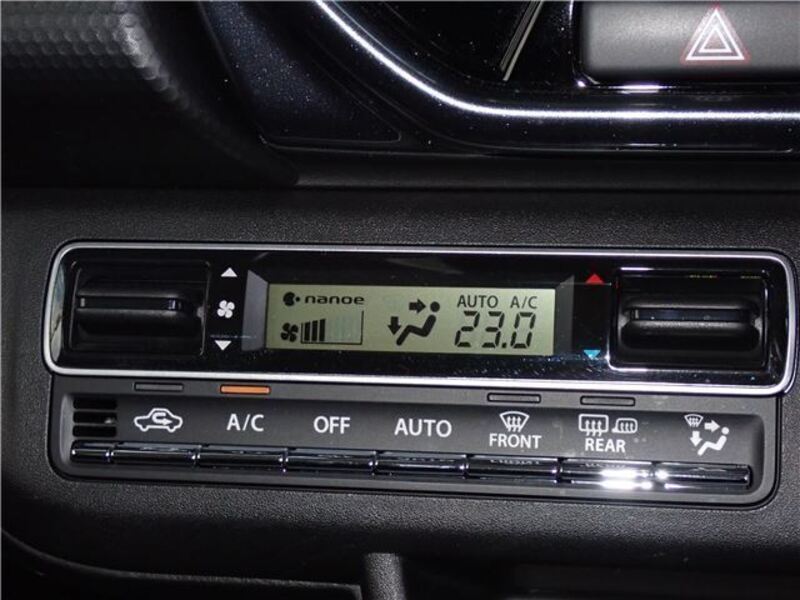 nanoe
AUTO A/C
23.0
A/C OFF AUTO FRONT REAR